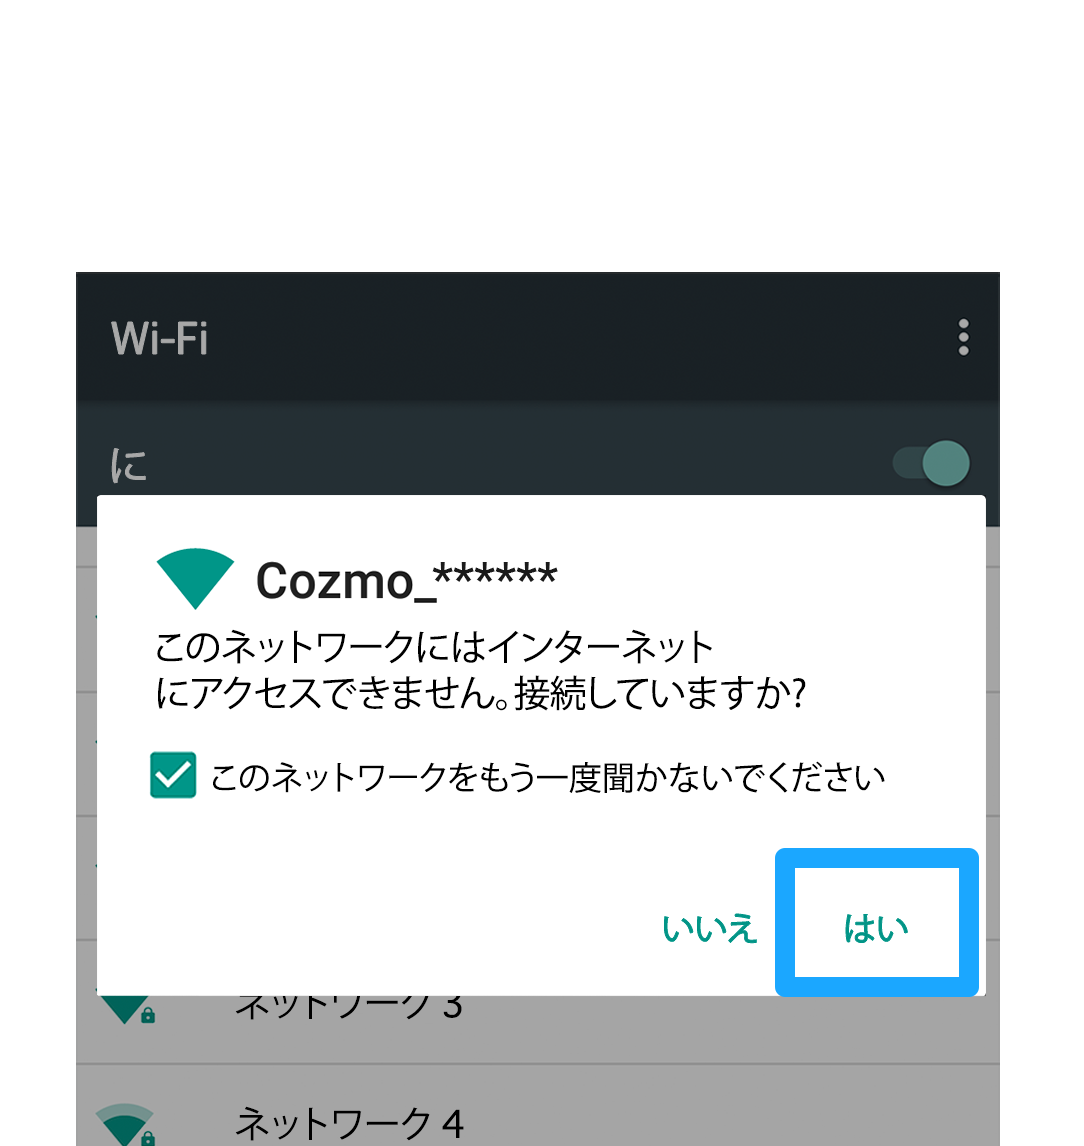 Wi-Fi
に
Cozmo_******
このネットワークにはインターネット
にアクセスできません。接続していますか?
このネットワークをもう一度聞かないでください
いいえ はい
ネットワーク 3
ネットワーク 4